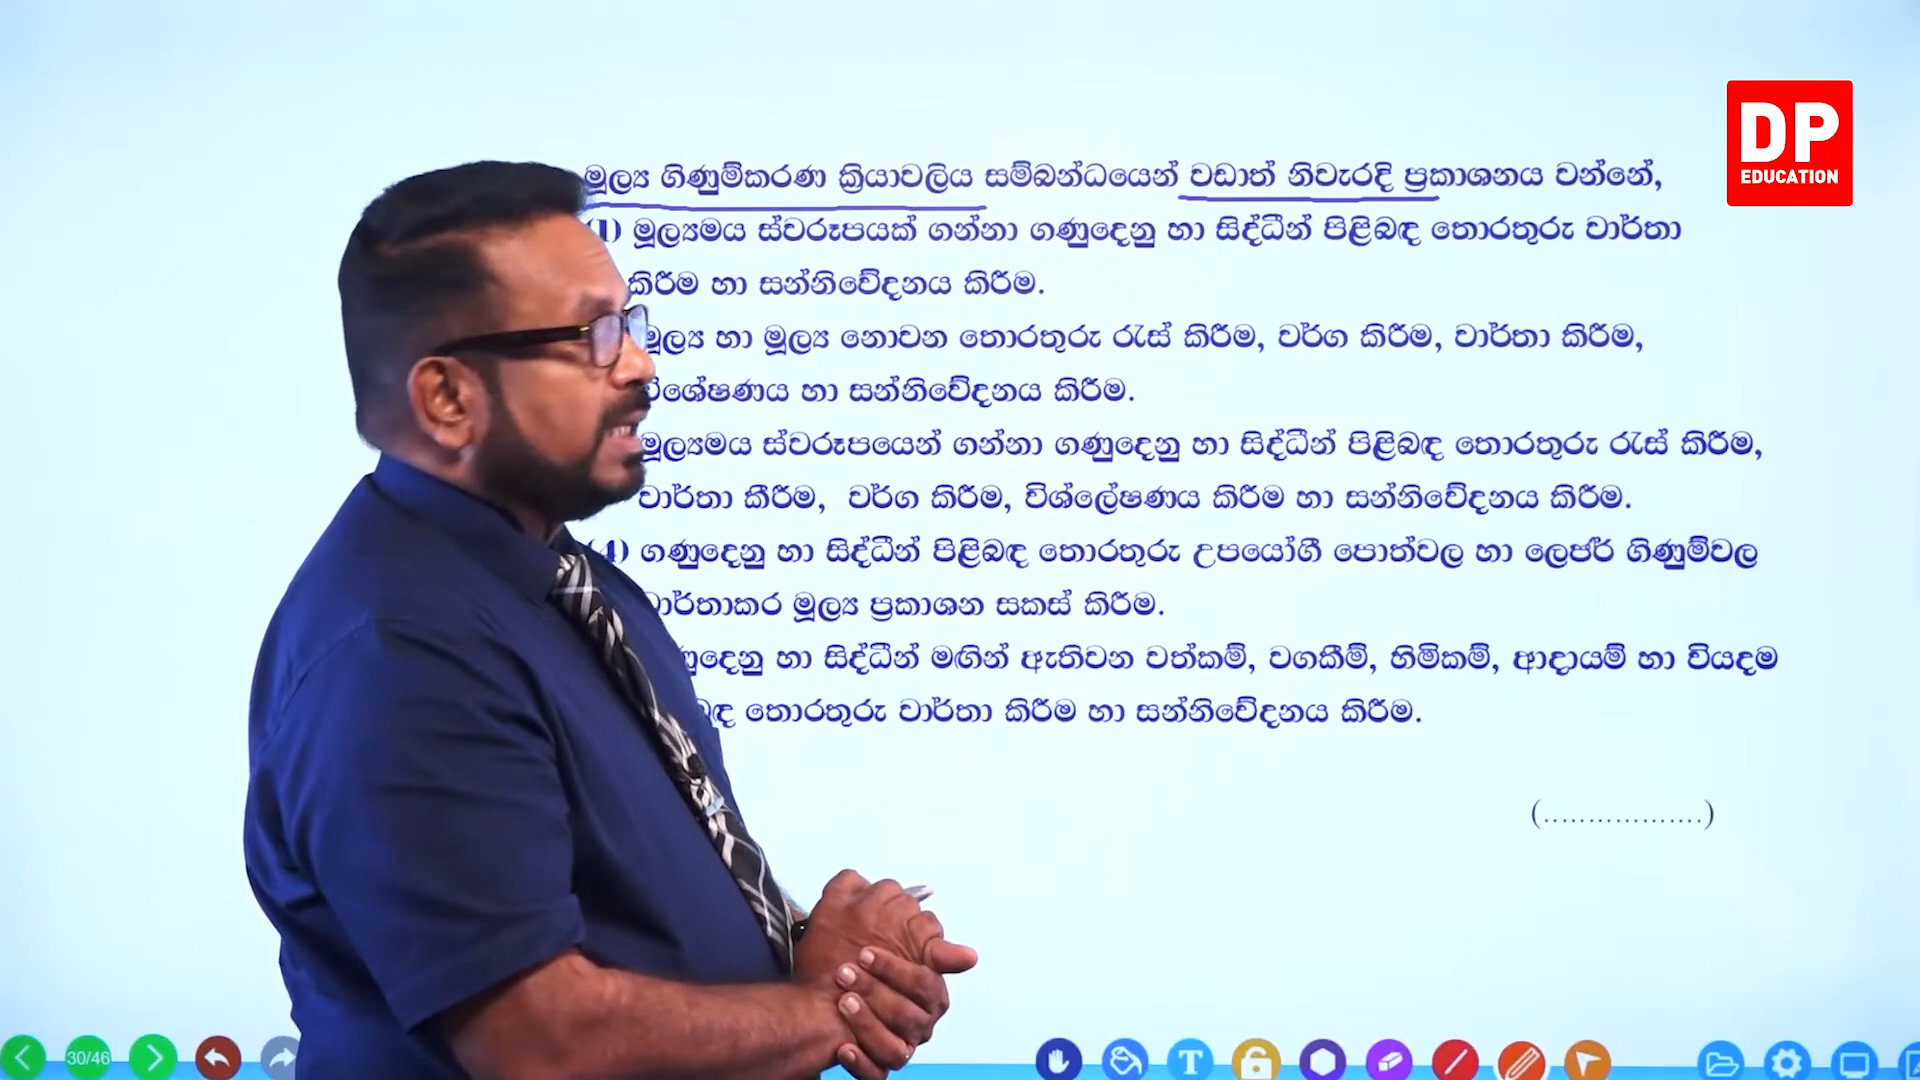 DP
EDUCATION
මූල්‍ය ගිණුම්කරණ ක්‍රියාවලිය සම්බන්ධයෙන් වඩාත් නිවැරදි ප්‍රකාශනය වන්නේ,
(1) මූල්‍යමය ස්වරූපයක් ගන්නා ගණුදෙනු හා සිද්ධීන් පිළිබඳ තොරතුරු වාර්තා
කිරීම හා සන්නිවේදනය කිරීම.
මූල්‍ය හා මූල්‍ය නොවන තොරතුරු රැස් කිරීම, වර්ග කිරීම, වාර්තා කිරීම,
හා සන්නිවේදනය කිරීම.
මූල්‍යමය ස්වරූපයෙන් ගන්නා ගණුදෙනු හා සිද්ධීන් පිළිබඳ තොරතුරු රැස් කිරීම,
වාර්තා කීරීම, වර්ග කිරීම, විශ්ලේෂණය කිරීම හා සන්නිවේදනය කිරීම.
(4) ගණුදෙනු හා සිද්ධීන් පිළිබඳ තොරතුරු උපයෝගී පොත්වල හා ලෙජර් ගිණුම්වල
වාර්තාකර මූල්‍ය ප්‍රකාශන සකස් කිරීම.
හා සිද්ධීන් මඟින් ඇතිවන වත්කම්, වගකීම්, හිමිකම්, ආදායම් හා වියදම
තොරතුරු වාර්තා කිරීම හා සන්නිවේදනය කිරීම.
(..................)
30/46
T